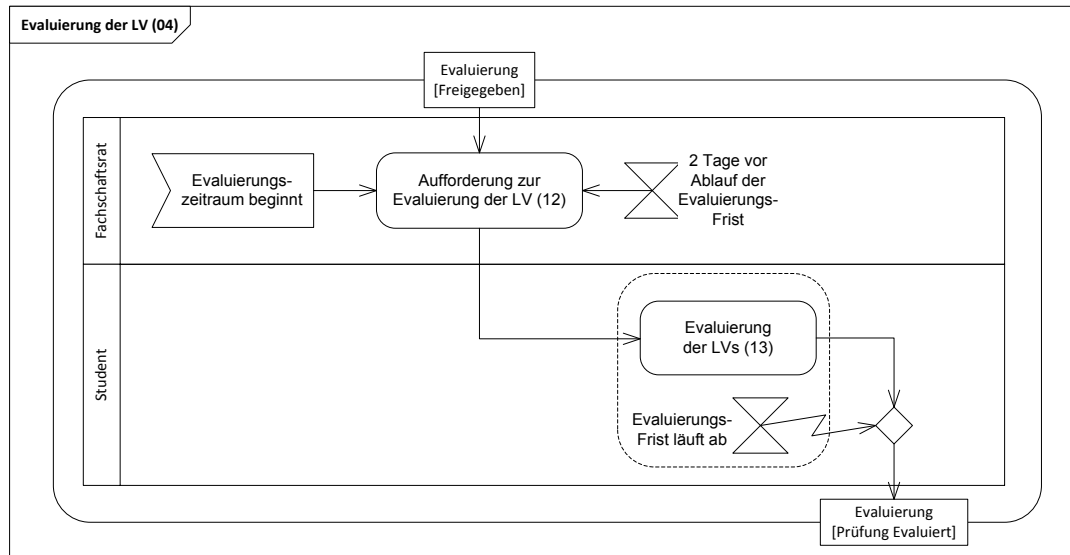 Evaluierung der LV (04)
Evaluierung
[Freigegeben]
Fachschaftsrat
Evaluierungs-
zeitraum beginnt
Aufforderung zur
Evaluierung der LV (12)
2 Tage vor
Ablauf der
Evaluierungs-
Frist
Student
Evaluierung
der LVs (13)
Evaluierungs-
Frist läuft ab
Evaluierung
[Prüfung Evaluiert]